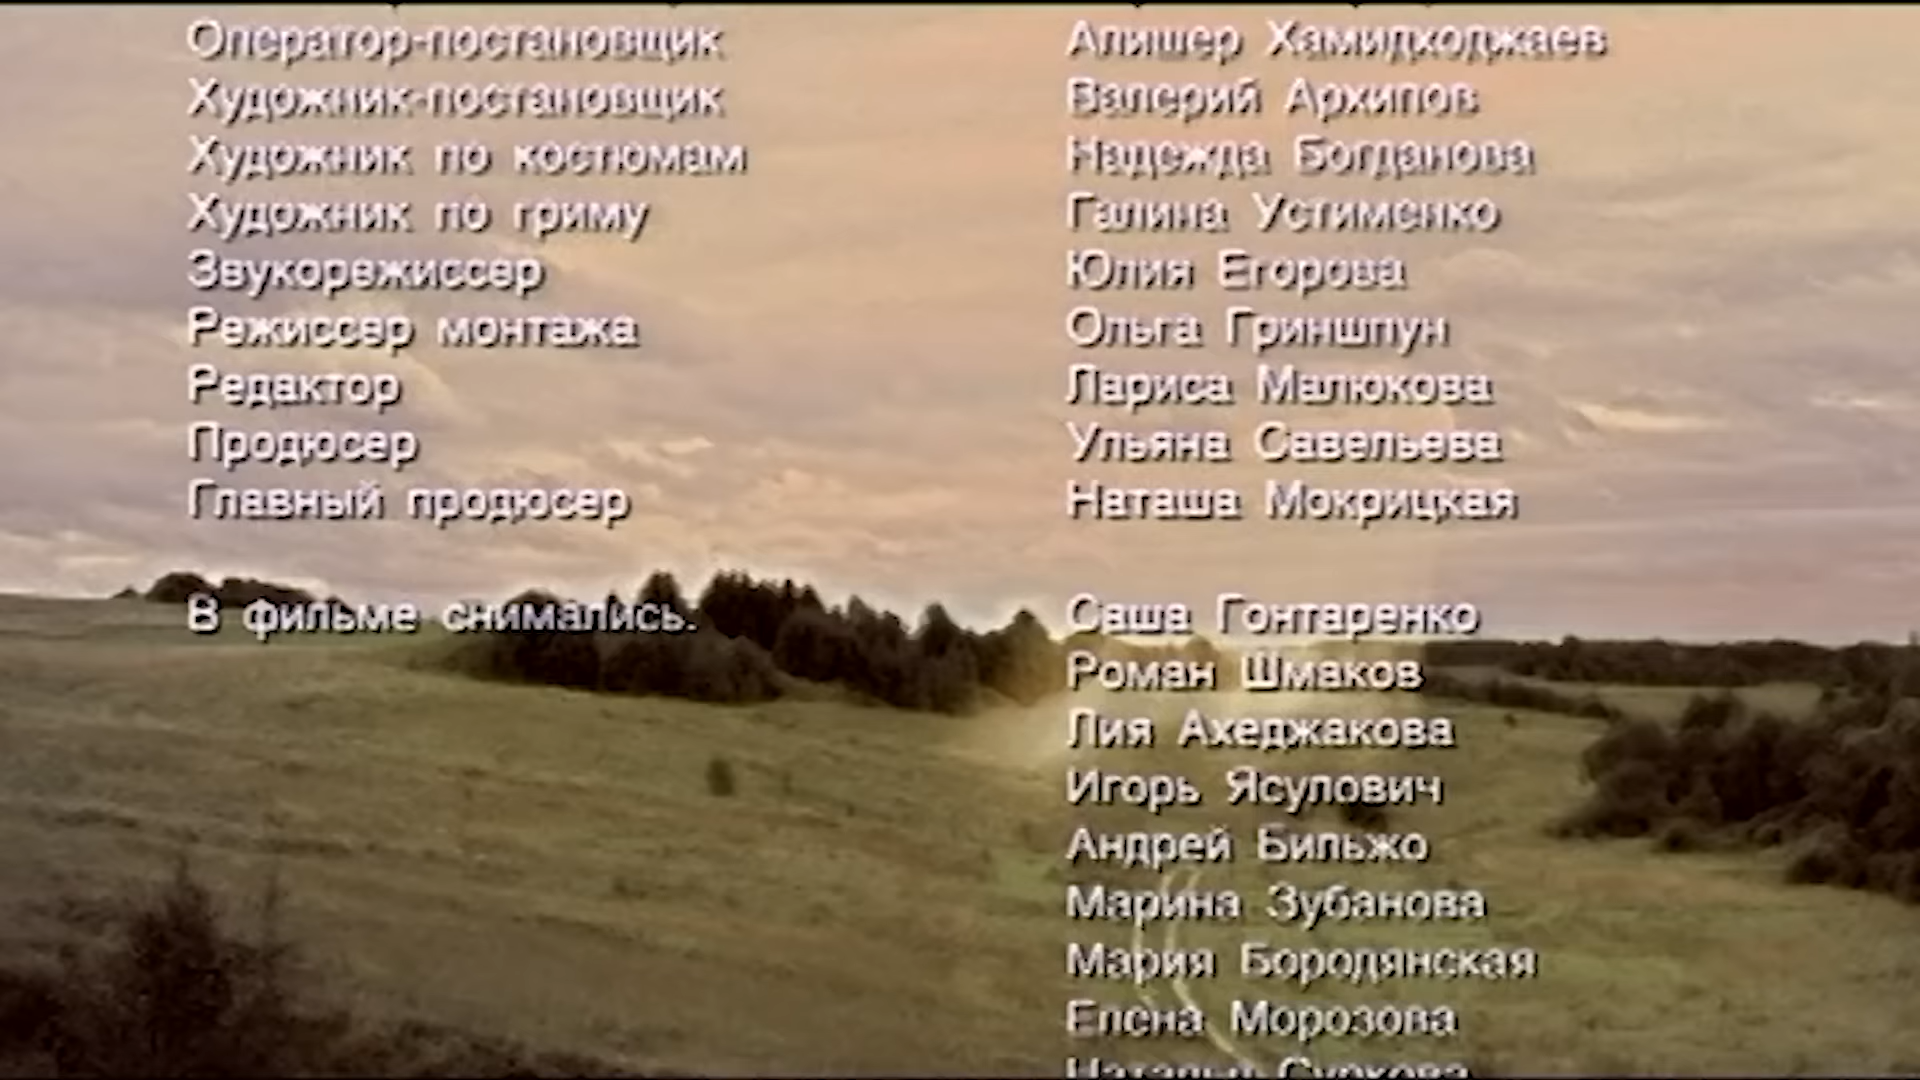 Оператор-постановщик Алишер Хамидходжаев
Художник-постановщик Валерий Архипов
Художник по костюмам Надежда Богданова
Художник по гриму Галина Устименко
Звукорежиссер Юлия Егорова
Режиссер монтажа Ольга Гриншпун
Редактор Лариса Малюкова
Продюсер Ульяна Савельева
Главный продюсер Наташа Мокрицкая
В фильме снимались: Саша Гонтаренко
Роман Шмаков
Лия Ахеджакова
Игорь Ясулович
Андрей Бильжо
Марина Зубанова
Мария Бородянская
Елена Морозова
Наталья Суркова